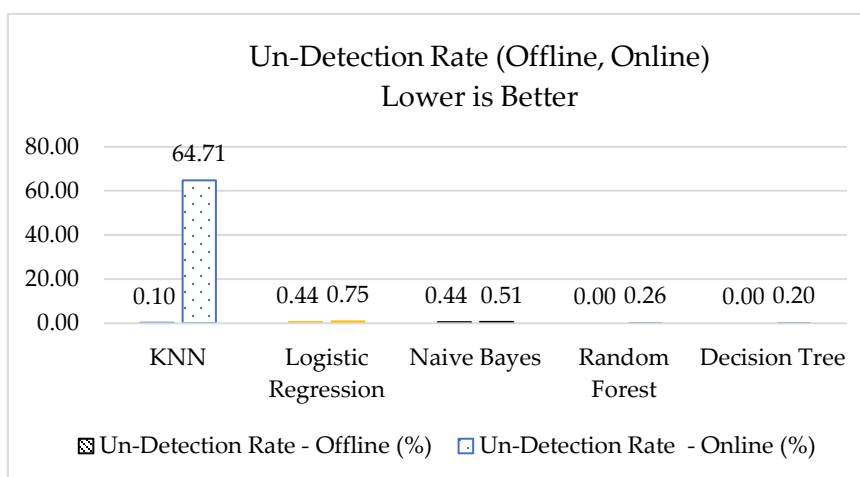 Un-Detection Rate (Offline, Online)
Lower is Better
80.00
60.00
40.00
20.00
0.00
0.10
64.71
0.44
0.75
0.44
0.51
0.00
0.26
0.00
0.20
KNN
Logistic
Regression
Naive Bayes
Random
Forest
Decision Tree
Un-Detection Rate - Offline (%)
Un-Detection Rate - Online (%)